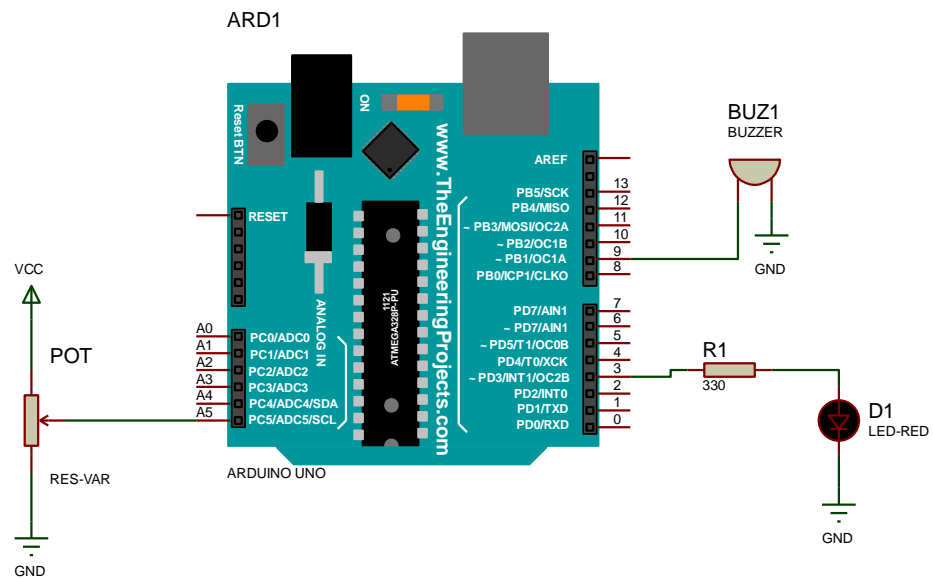 ARD1
BUZ1
BUZZER
GND
ON
Reset BTN
www.TheEngineeringProjects.com
RESET
ANALOG IN
1121
ATMEGA328P-PU
AREF
PB5/SCK 13
PB4/MISO 12
~ PB3/MOSI/OC2A 11
~ PB2/OC1B 10
~ PB1/OC1A 9
PB0/ICP1/CLKO 8
PD7/AIN1 7
~ PD7/AIN1 6
~ PD5/T1/OC0B 5
PD4/T0/XCK 4
~ PD3/INT1/OC2B 3
PD2/INT0 2
PD1/TXD 1
PD0/RXD 0
A0 PC0/ADC0
A1 PC1/ADC1
A2 PC2/ADC2
A3 PC3/ADC3
A4 PC4/ADC4/SDA
A5 PC5/ADC5/SCL
ARDUINO UNO
VCC
POT
RES-VAR
GND
R1
330
D1
LED-RED
GND